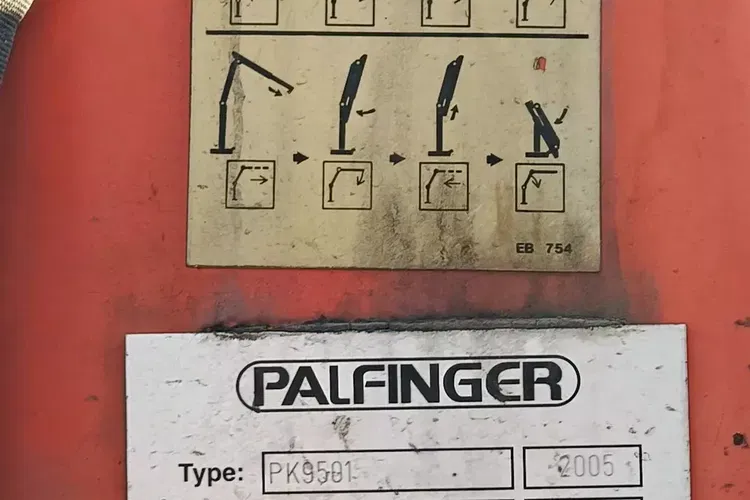 EB 754
PALFINGER
Type: PK9501 2005